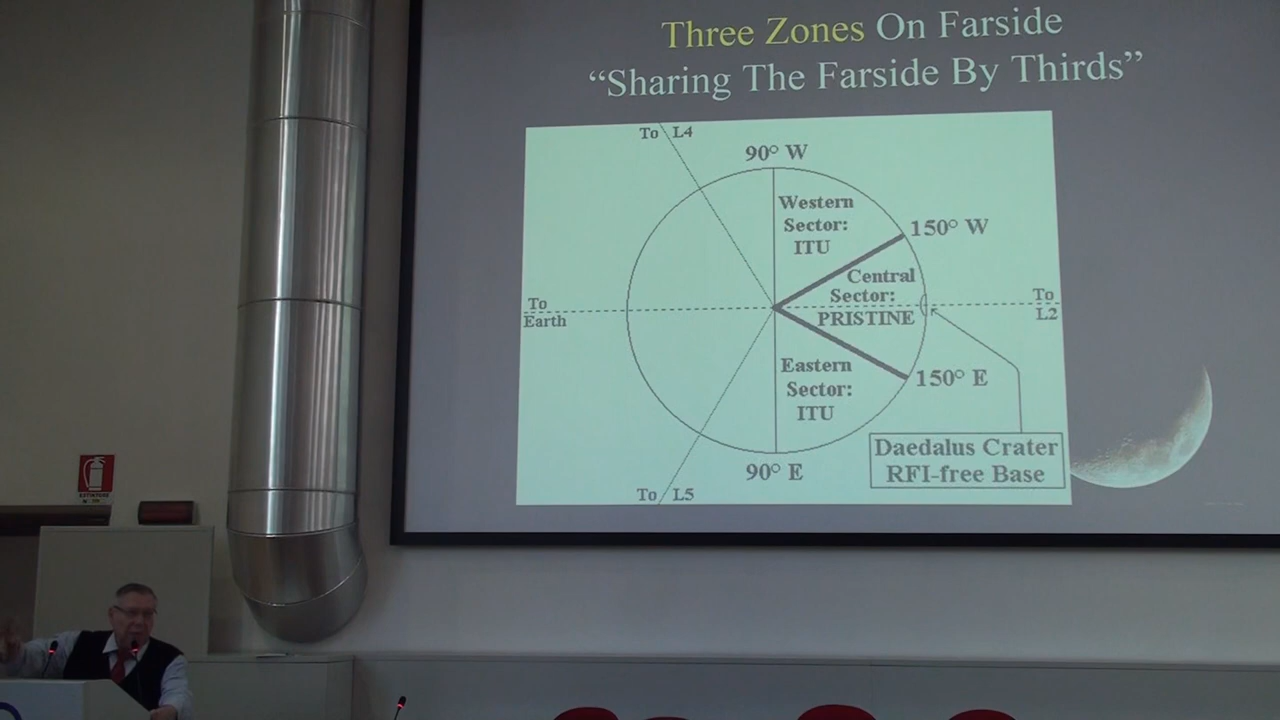 Three Zones On Farside
“Sharing The Farside By Thirds”
To L4
90° W
Western
Sector:
ITU
150° W
Central
Sector:
PRISTINE
To
Earth
To
L2
Eastern
Sector:
ITU
150° E
90° E
To L5
Daedalus Crater
RFI-free Base
ESTINTORE